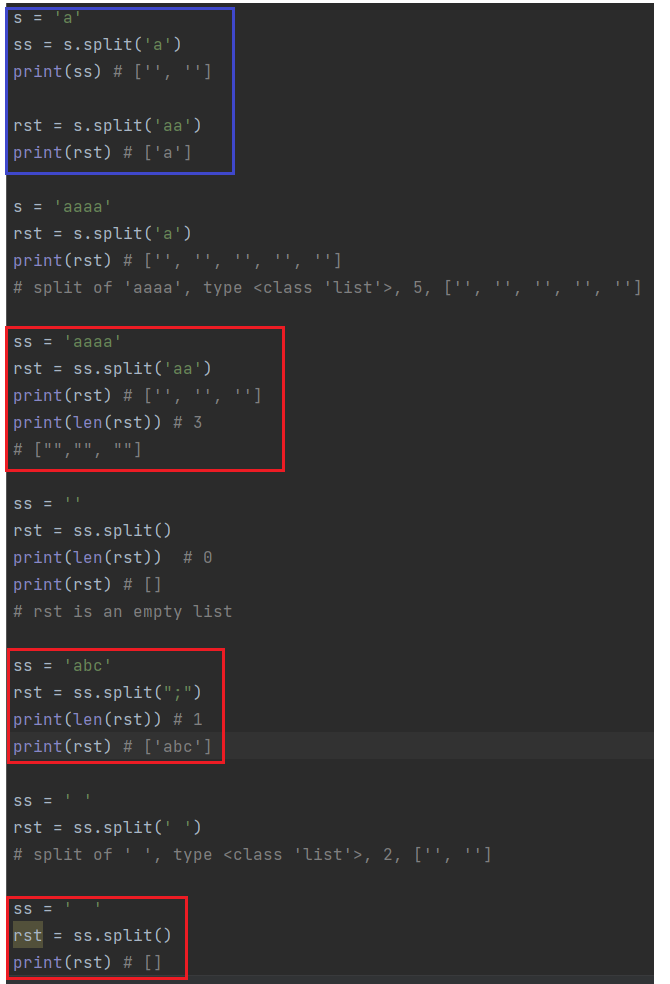 s = 'a'
ss = s.split('a')
print(ss) # ['', '']
rst = s.split('aa')
print(rst) # ['a']
s = 'aaaa'
rst = s.split('a')
print(rst) # ['', '', '', '', '']
# split of 'aaaa', type <class 'list'>, 5, ['', '', '', '', '']
ss = 'aaaa'
rst = ss.split('aa')
print(rst) # ['', '', '']
print(len(rst)) # 3
# ["","", ""]
ss = ''
rst = ss.split()
print(len(rst))  # 0
print(rst) # []
# rst is an empty list
ss = 'abc'
rst = ss.split(";")
print(len(rst)) # 1
print(rst) # ['abc']
ss = ' '
rst = ss.split(' ')
# split of ' ', type <class 'list'>, 2, ['', '']
ss = '  '
rst = ss.split()
print(rst) # []